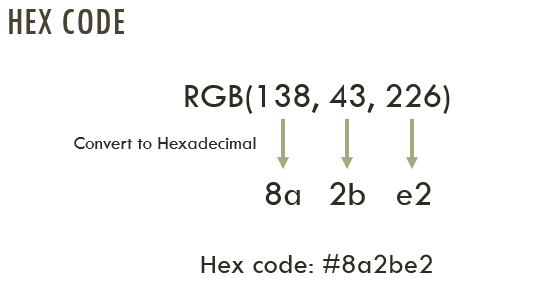 HEX CODE
RGB(138, 43, 226)
Convert to Hexadecimal
8a 2b e2
Hex code: #8a2be2